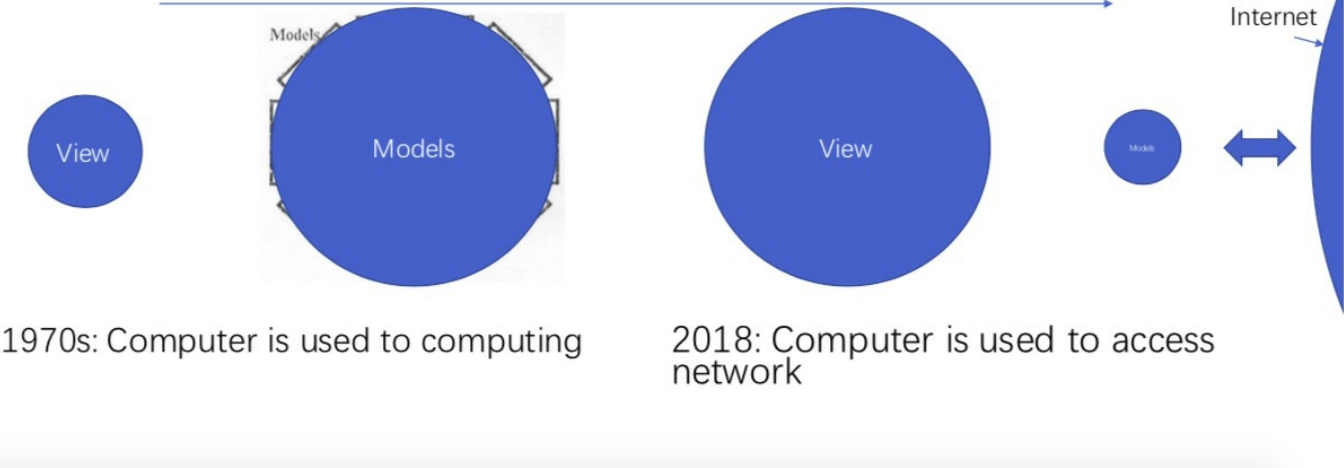 Internet
Models
View
Models
View
Models
1970s: Computer is used to computing
2018: Computer is used to access
network